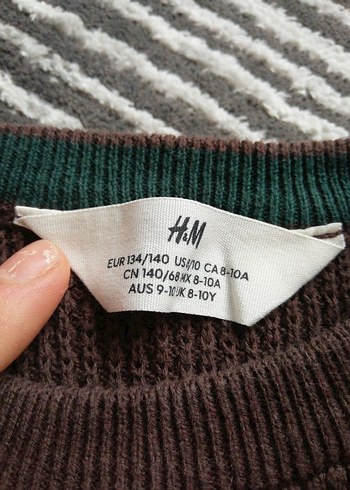 H&M
EUR 134/140 US 8/10 CA 8-10A
CN 140/68 MX 8-10A
AUS 9-10 UK 8-10Y